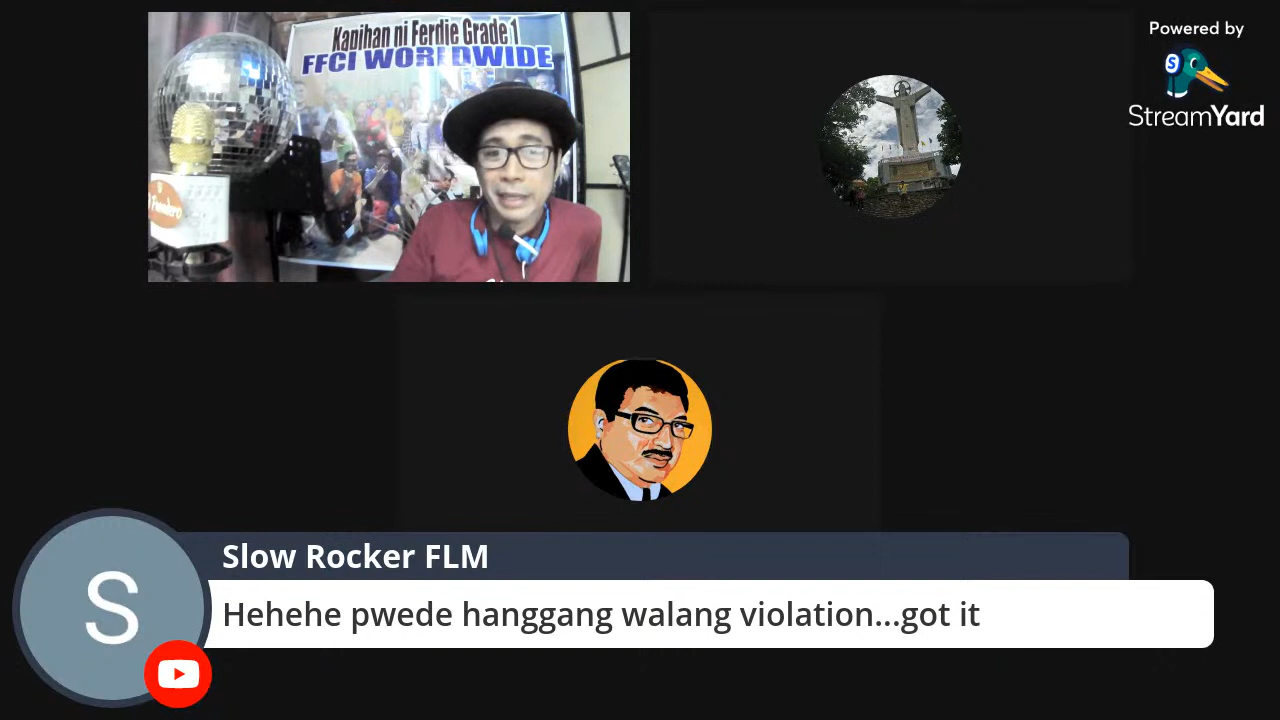 Kapihan ni Ferdie Grade 1
FFCI WORLDWIDE
Powered by
StreamYard
Slow Rocker FLM
Hehehe pwede hanggang walang violation...got it
S